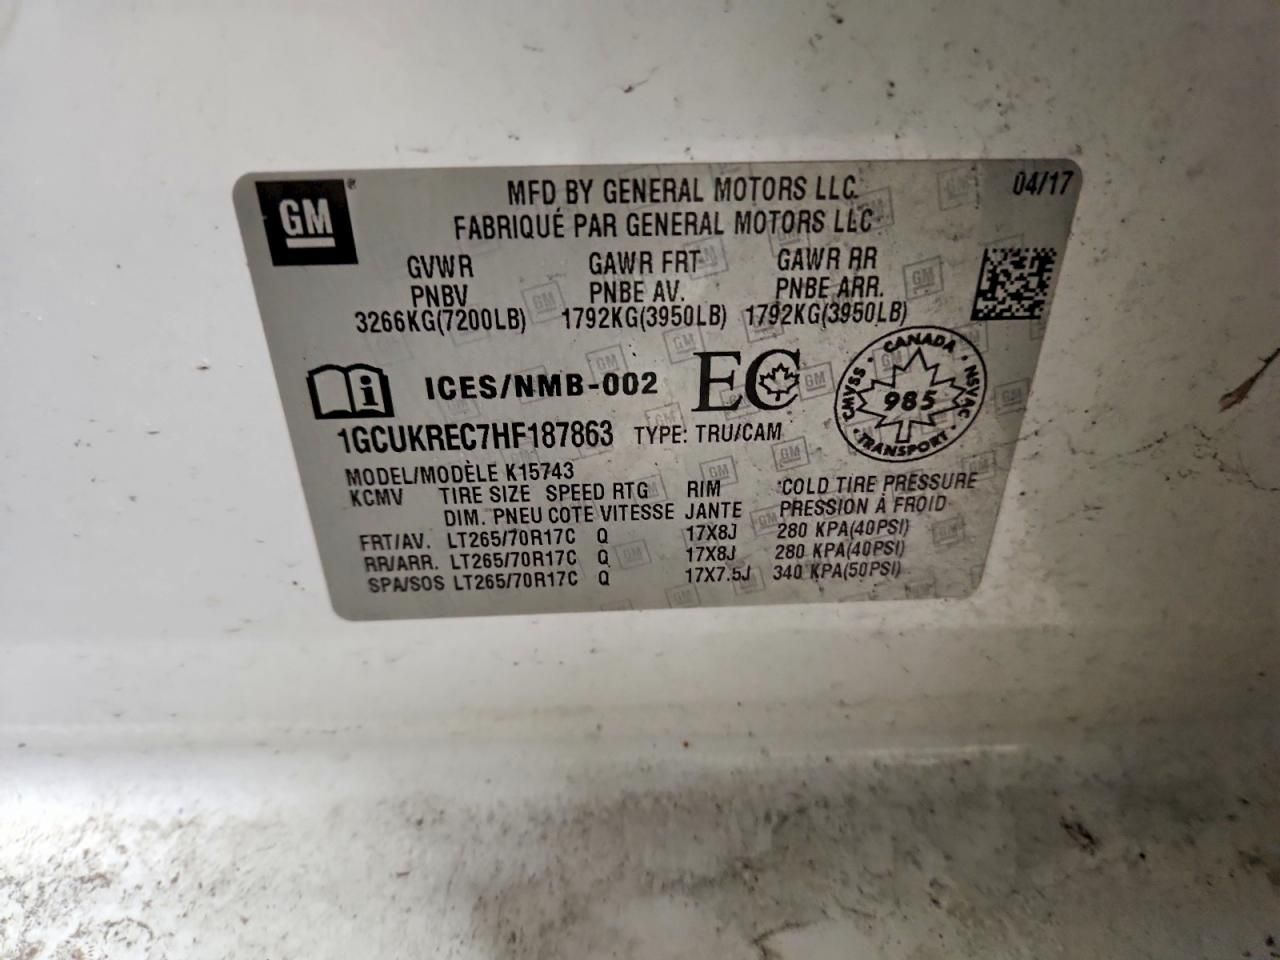 GM
MFD BY GENERAL MOTORS LLC.
04/17
FABRIQUÉ PAR GENERAL MOTORS LLC
GVWR GAWR FRT GAWR RR
PNBV PNBE AV. PNBE ARR.
3266KG(7200LB) 1792KG(3950LB) 1792KG(3950LB)
ICES/NMB-002 EC
CANADA · NSVAC · TRANSPORT · CMVSS
985
1GCUKREC7HF187863 TYPE: TRU/CAM
MODEL/MODÈLE K15743
KCMV TIRE SIZE SPEED RTG RIM COLD TIRE PRESSURE
DIM. PNEU COTE VITESSE JANTE PRESSION À FROID
FRT/AV. LT265/70R17C Q 17X8J 280 KPA(40PSI)
RR/ARR. LT265/70R17C Q 17X8J 280 KPA(40PSI)
SPA/SOS LT265/70R17C Q 17X7.5J 340 KPA(50PSI)